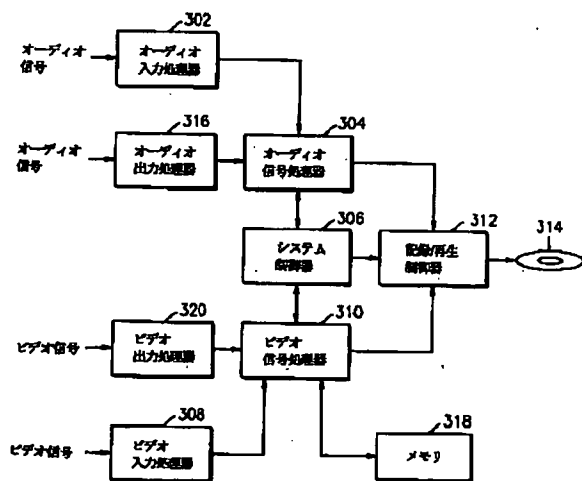 302
オーディオ
信号
オーディオ
入力処理器
316
304
オーディオ
信号
オーディオ
出力処理器
オーディオ
信号処理器
306
312
314
システム
制御器
記録/再生
制御器
320
310
ビデオ信号
ビデオ
出力処理器
ビデオ
信号処理器
308
318
ビデオ信号
ビデオ
入力処理器
メモリ